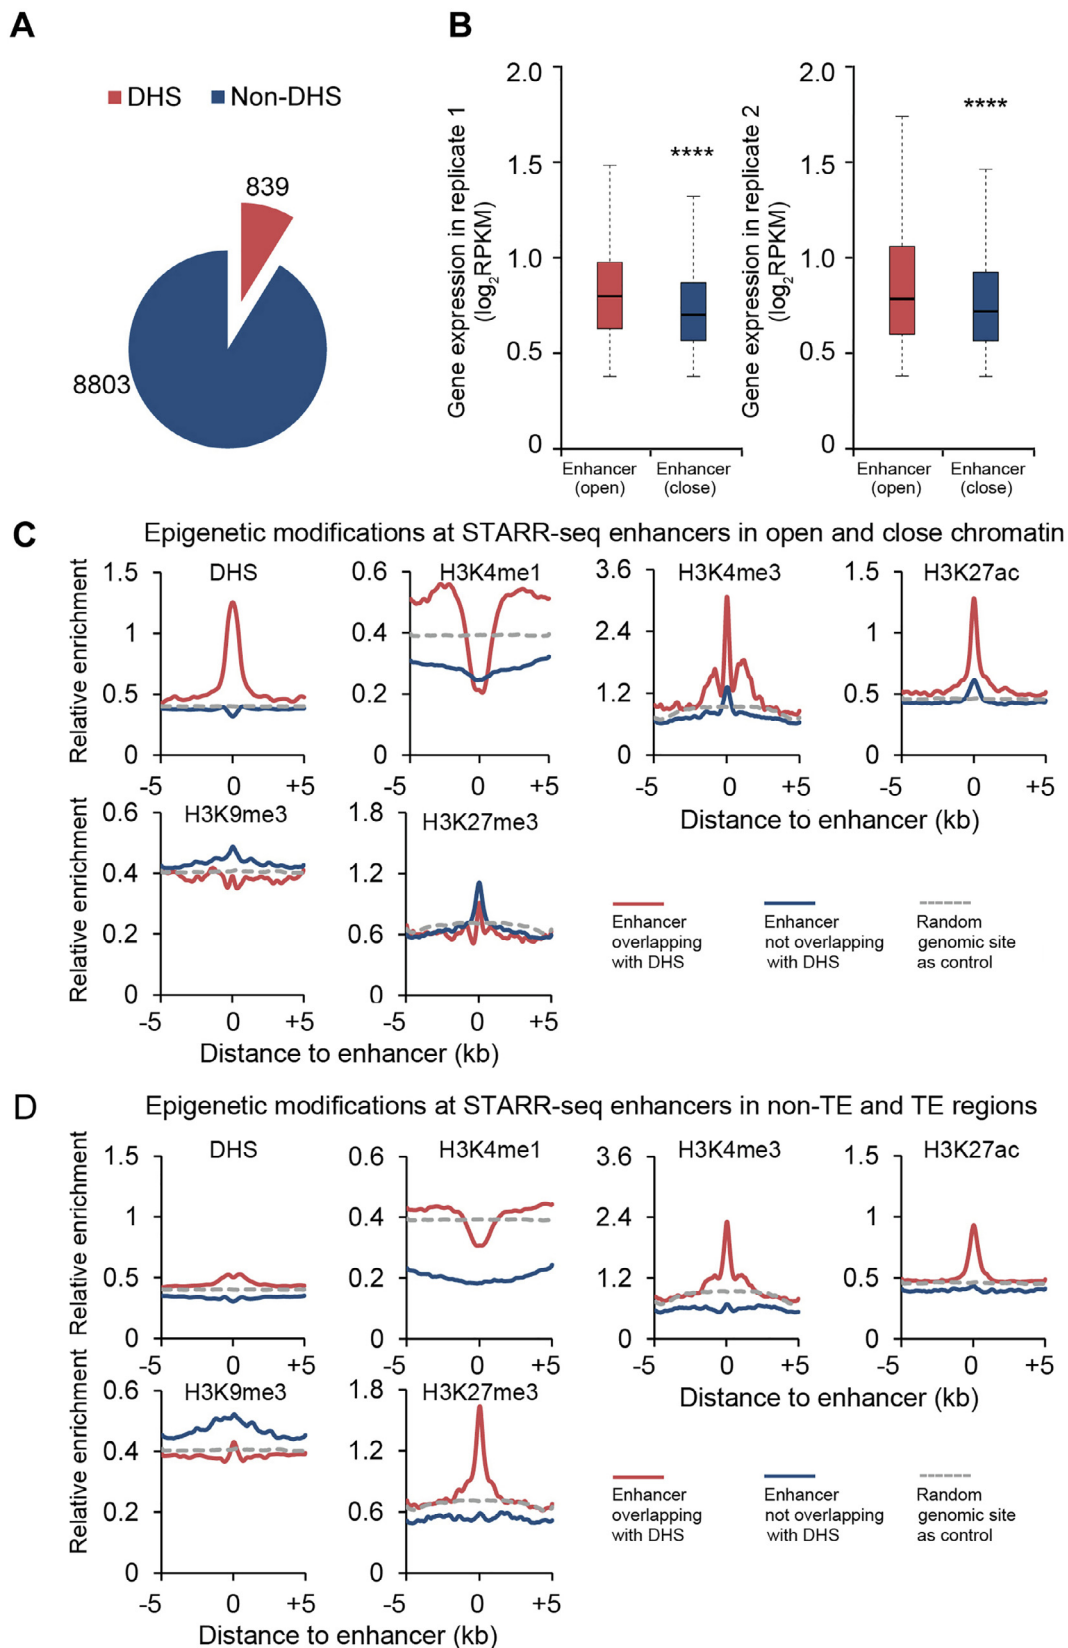 A
DHS
Non-DHS
839
8803
B
Gene expression in replicate 1
(log2RPKM)
2.0
1.5
1.0
0.5
0
****
Enhancer
(open)
Enhancer
(close)
Gene expression in replicate 2
(log2RPKM)
2.0
1.5
1.0
0.5
0
****
Enhancer
(open)
Enhancer
(close)
C
Epigenetic modifications at STARR-seq enhancers in open and close chromatin
Relative enrichment
DHS
1.5
1
0.5
0
-5
0
+5
H3K4me1
0.6
0.4
0.2
0
-5
0
+5
H3K4me3
3.6
2.4
1.2
0
-5
0
+5
H3K27ac
1.5
1
0.5
0
-5
0
+5
Distance to enhancer (kb)
Relative enrichment
H3K9me3
0.6
0.4
0.2
0
-5
0
+5
H3K27me3
1.8
1.2
0.6
0
-5
0
+5
Distance to enhancer (kb)
Enhancer
overlapping
with DHS
Enhancer
not overlapping
with DHS
Random
genomic site
as control
D
Epigenetic modifications at STARR-seq enhancers in non-TE and TE regions
Relative enrichment
DHS
1.5
1
0.5
0
-5
0
+5
H3K4me1
0.6
0.4
0.2
0
-5
0
+5
H3K4me3
3.6
2.4
1.2
0
-5
0
+5
H3K27ac
1.5
1
0.5
0
-5
0
+5
Distance to enhancer (kb)
Relative enrichment
H3K9me3
0.6
0.4
0.2
0
-5
0
+5
H3K27me3
1.8
1.2
0.6
0
-5
0
+5
Distance to enhancer (kb)
Enhancer
overlapping
with DHS
Enhancer
not overlapping
with DHS
Random
genomic site
as control